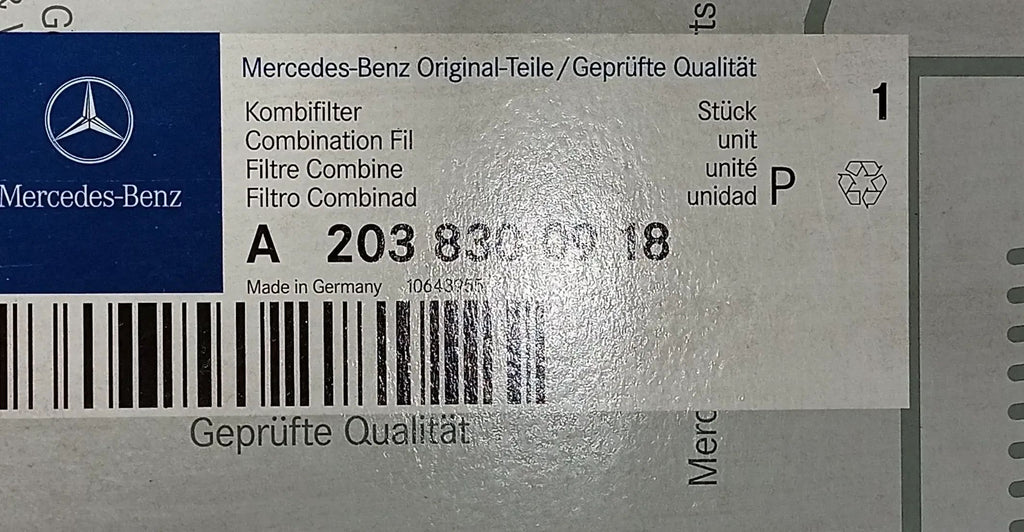 Mercedes-Benz
Mercedes-Benz Original-Teile/Geprüfte Qualität
Kombifilter Stück 1
Combination Fil unit
Filtre Combine unité
Filtro Combinad unidad P
A 203 830 09 18
Made in Germany
Geprüfte Qualität